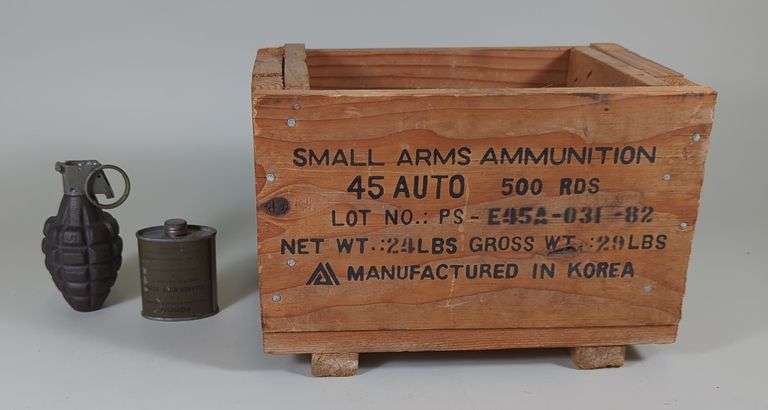 SMALL ARMS AMMUNITION
45 AUTO 500 RDS
LOT NO.: PS-E45A-03F-82
NET WT.:24LBS GROSS WT.:29LBS
MANUFACTURED IN KOREA